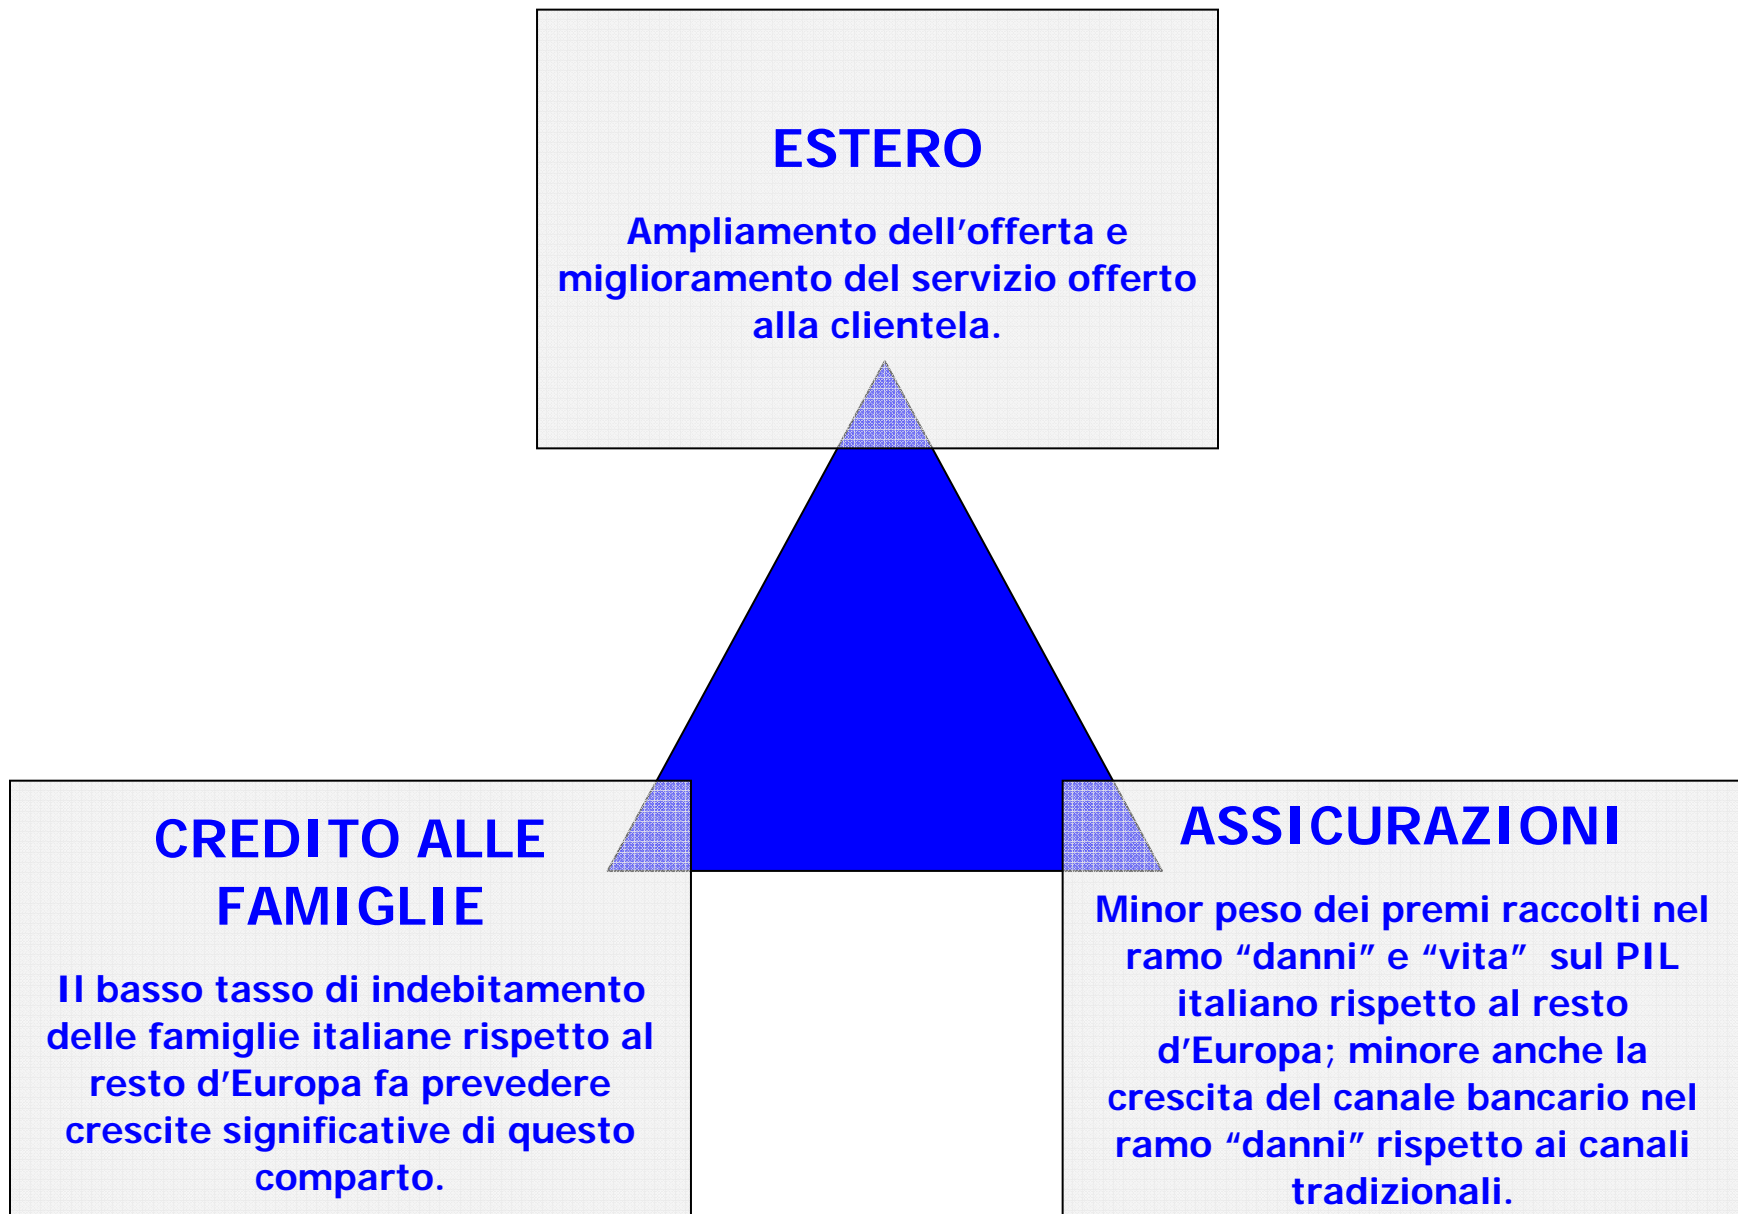 ESTERO
Ampliamento dell’offerta e
miglioramento del servizio offerto
alla clientela.
CREDITO ALLE
FAMIGLIE
Il basso tasso di indebitamento
delle famiglie italiane rispetto al
resto d’Europa fa prevedere
crescite significative di questo
comparto.
ASSICURAZIONI
Minor peso dei premi raccolti nel
ramo “danni” e “vita” sul PIL
italiano rispetto al resto
d’Europa; minore anche la
crescita del canale bancario nel
ramo “danni” rispetto ai canali
tradizionali.